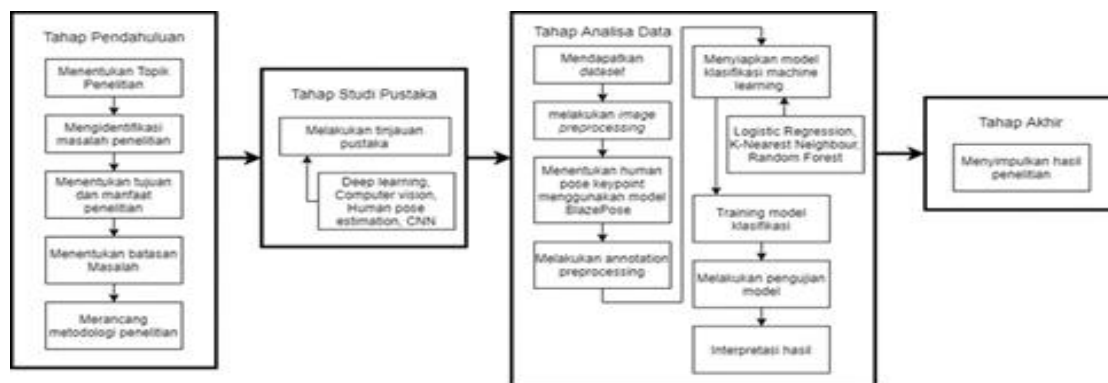 Tahap Pendahuluan
Menentukan Topik
Penelitian
Mengidentifikasi
masalah penelitian
Menentukan tujuan
dan manfaat
penelitian
Menentukan batasan
Masalah
Merancang
metodologi penelitian
Tahap Studi Pustaka
Melakukan tinjauan
pustaka
Deep learning,
Computer vision,
Human pose
estimation, CNN
Tahap Analisa Data
Mendapatkan
dataset
melakukan image
preprocessing
Menentukan human
pose keypoint
menggunakan model
BlazePose
Melakukan annotation
preprocessing
Menyiapkan model
klasifikasi machine
learning
Logistic Regression,
K-Nearest Neighbour,
Random Forest
Training model
klasifikasi
Melakukan pengujian
model
Interpretasi hasil
Tahap Akhir
Menyimpulkan hasil
penelitian